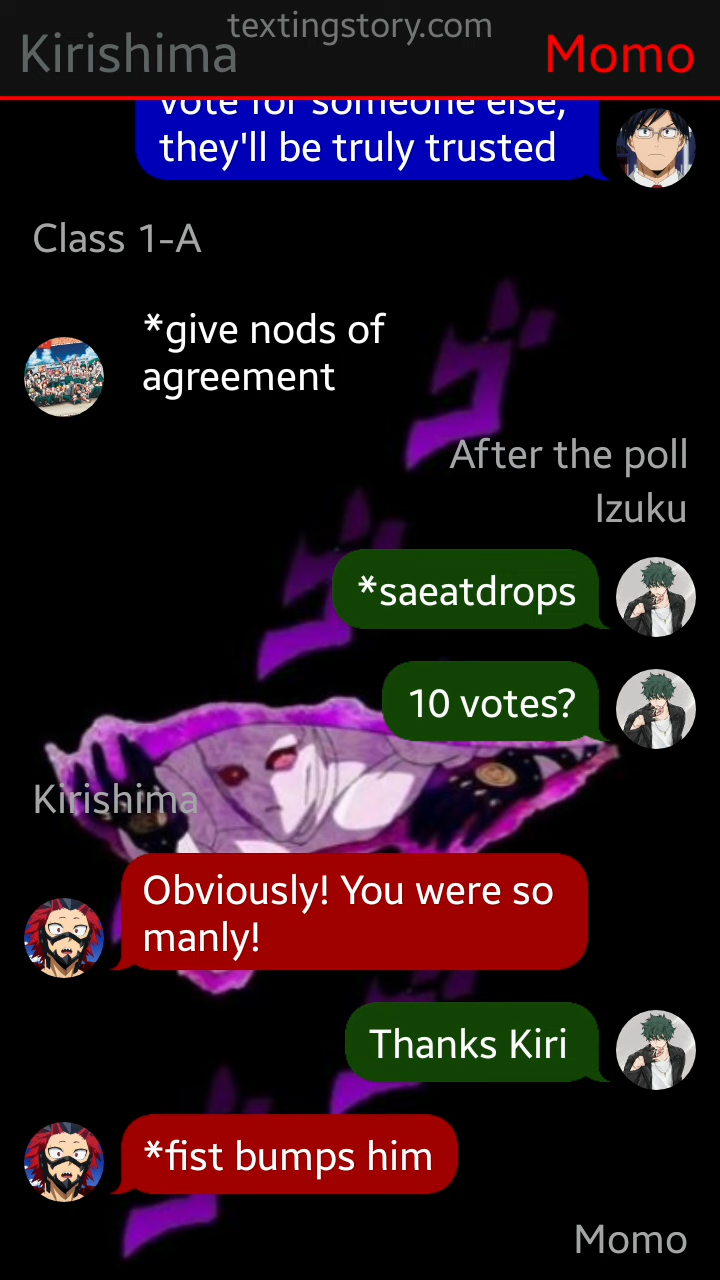 textingstory.com
Kirishima
Momo
vote for someone else,
they'll be truly trusted
Class 1-A
*give nods of
agreement
After the poll
Izuku
*saeatdrops
10 votes?
Kirishima
Obviously! You were so
manly!
Thanks Kiri
*fist bumps him
Momo